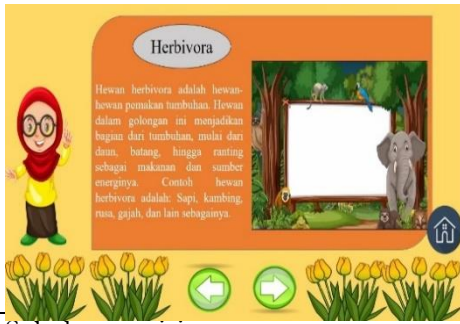 Herbivora
Hewan herbivora adalah hewan-
hewan pemakan tumbuhan. Hewan
dalam golongan ini menjadikan
bagian dari tumbuhan, mulai dari
daun, batang, hingga ranting
sebagai makanan dan sumber
energinya. Contoh hewan
herbivora adalah: Sapi, kambing,
rusa, gajah, dan lain sebagainya.